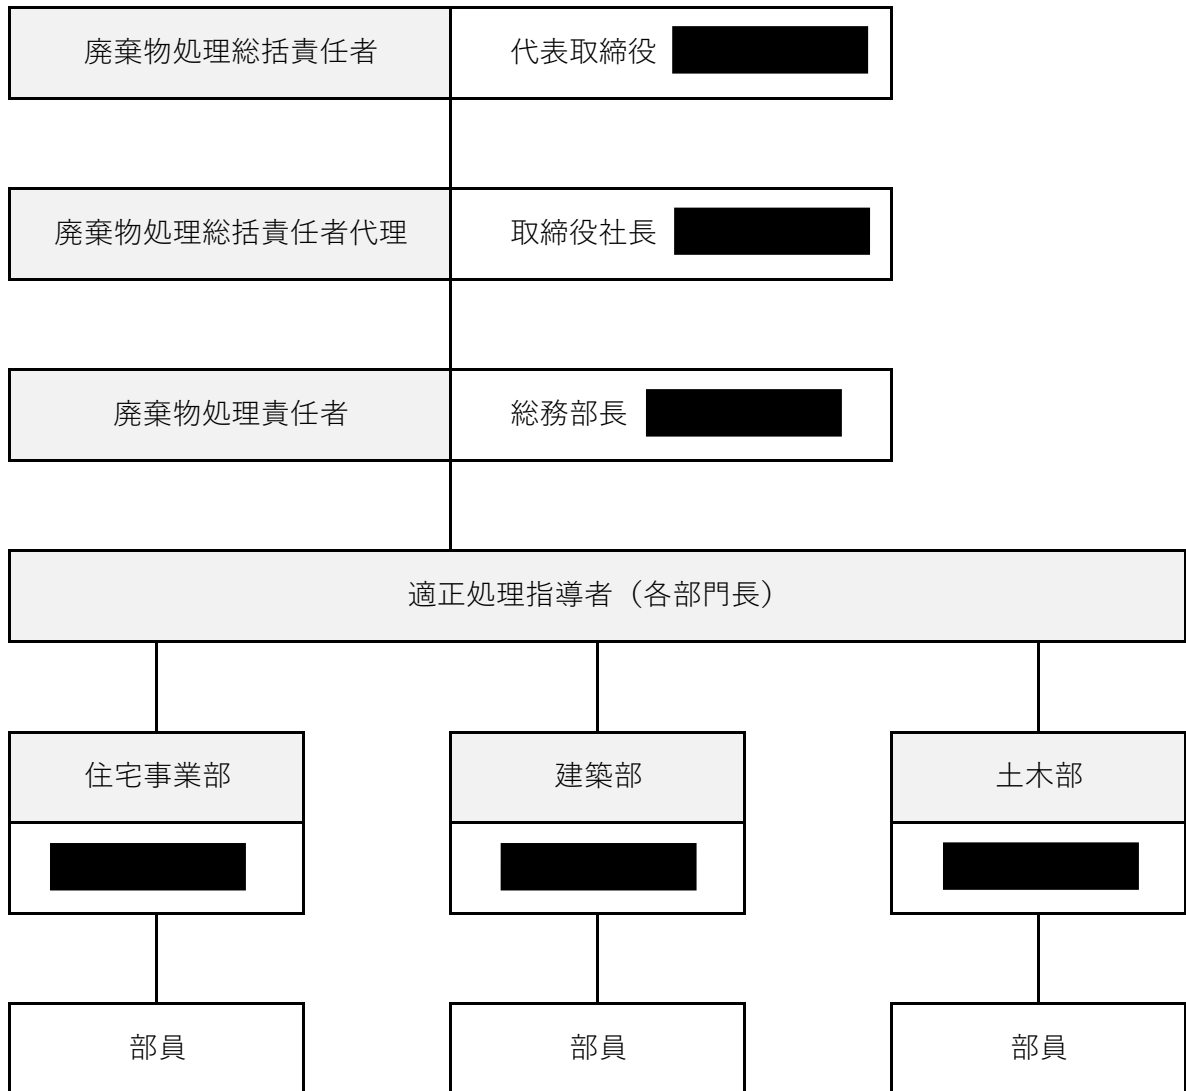 廃棄物処理総括責任者 代表取締役
廃棄物処理総括責任者代理 取締役社長
廃棄物処理責任者 総務部長
適正処理指導者（各部門長）
住宅事業部 建築部 土木部
部員 部員 部員